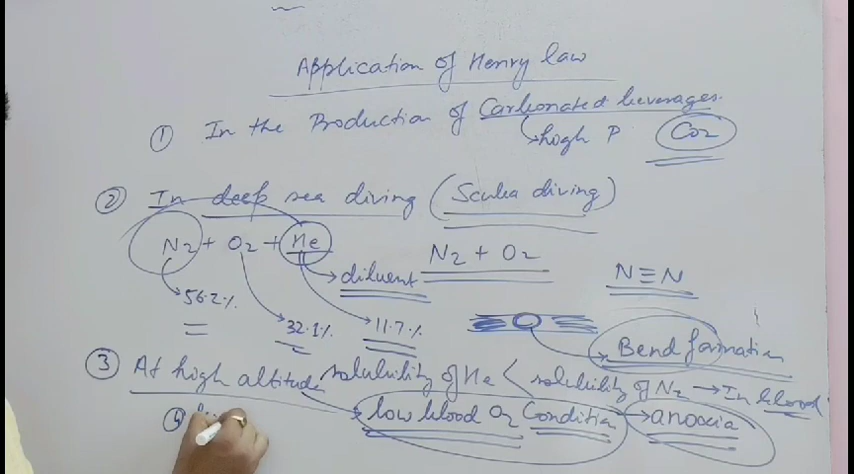 Application of Henry law
① In the Production of Carbonated beverages.
high P CO2
② In deep sea diving (Scuba diving)
N2 + O2 + He
N2 + O2
diluent
N≡N
56.2%
32.1%
11.7%
Bend formation
③ At high altitude
solubility of He < solubility of N2 → In blood
low blood O2 Condition → anoxia
④